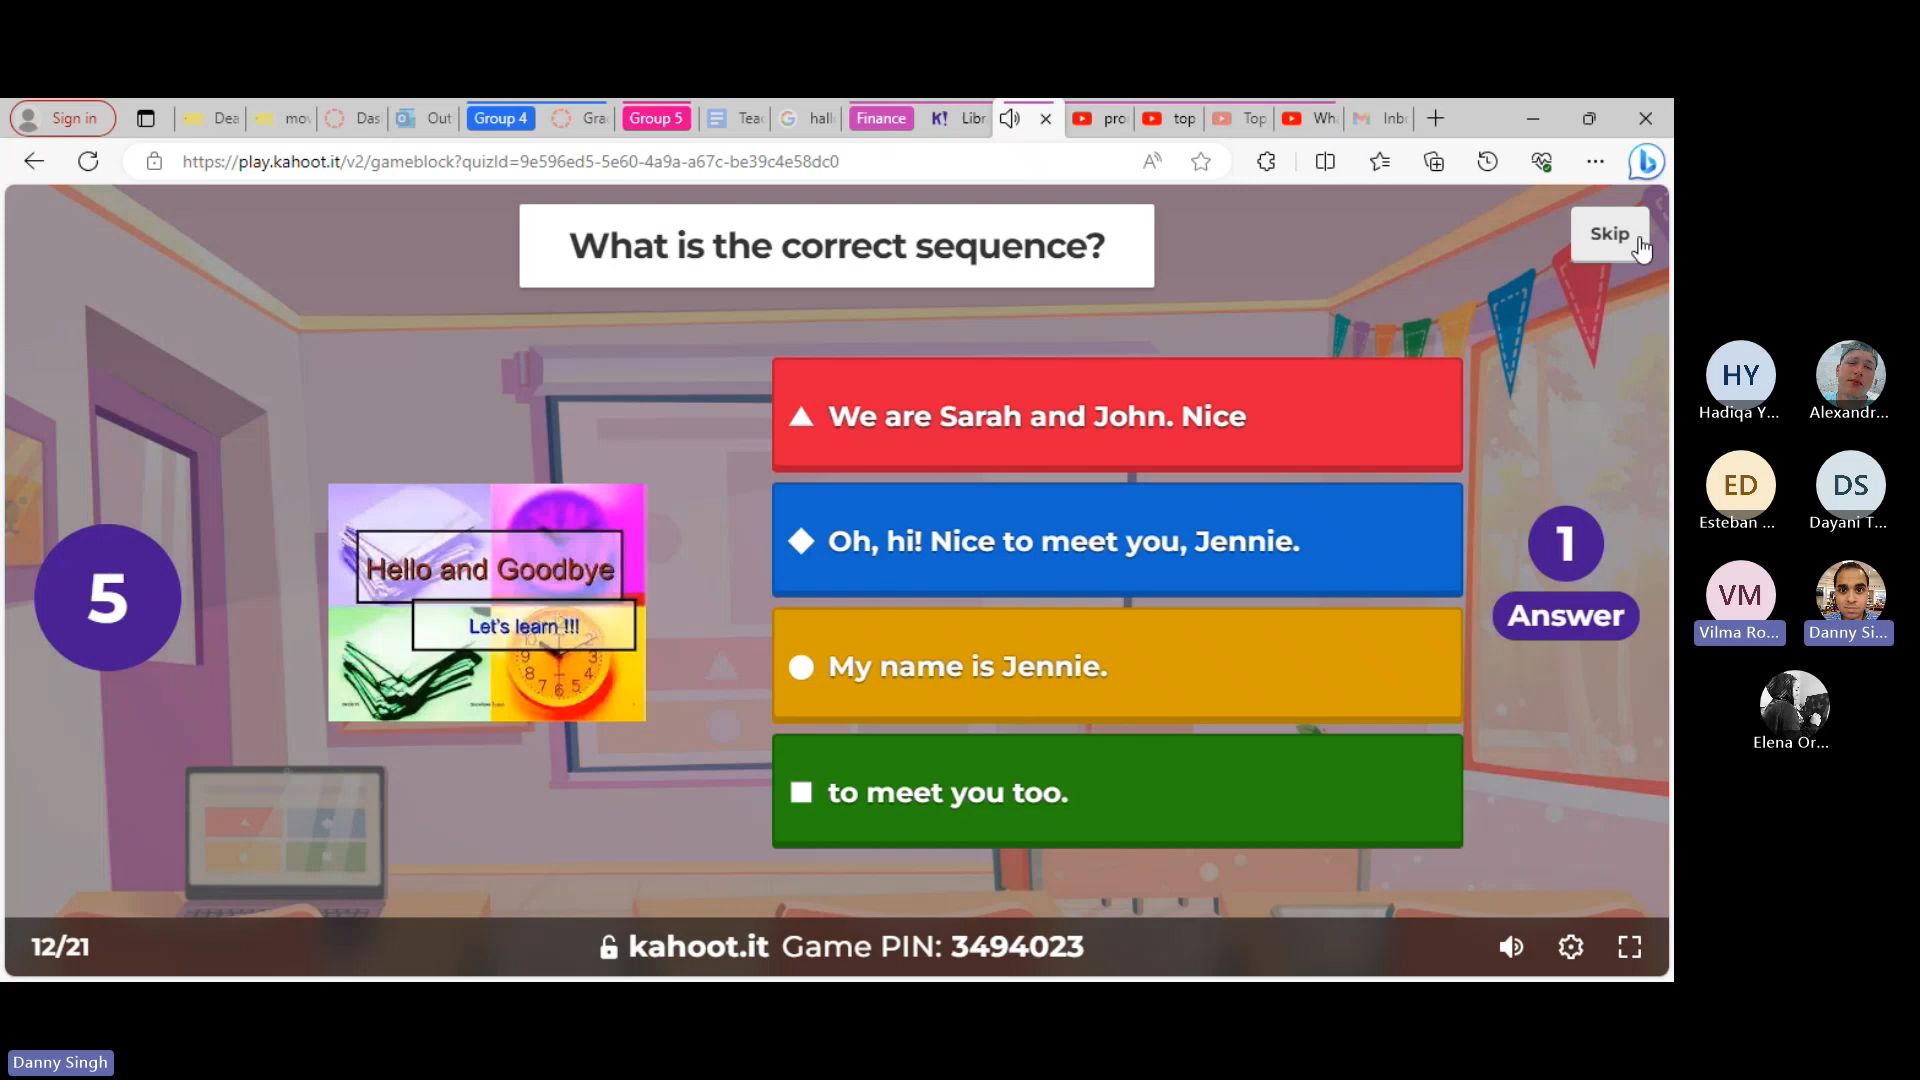 Sign in
Dea
mov
Das
Out
Group 4
Gra
Group 5
Tea
hall
Finance
K!
Libr
pro
top
Top
Wh
Inb
https://play.kahoot.it/v2/gameblock?quizId=9e596ed5-5e60-4a9a-a67c-be39c4e58dc0
What is the correct sequence?
Skip
We are Sarah and John. Nice
Oh, hi! Nice to meet you, Jennie.
My name is Jennie.
to meet you too.
5
Hello and Goodbye
Let's learn !!!
1
Answer
12/21
kahoot.it Game PIN: 3494023
HY
Hadiqa Y...
Alexandr...
ED
Esteban ...
DS
Dayani T...
VM
Vilma Ro...
Danny Si...
Elena Or...
Danny Singh